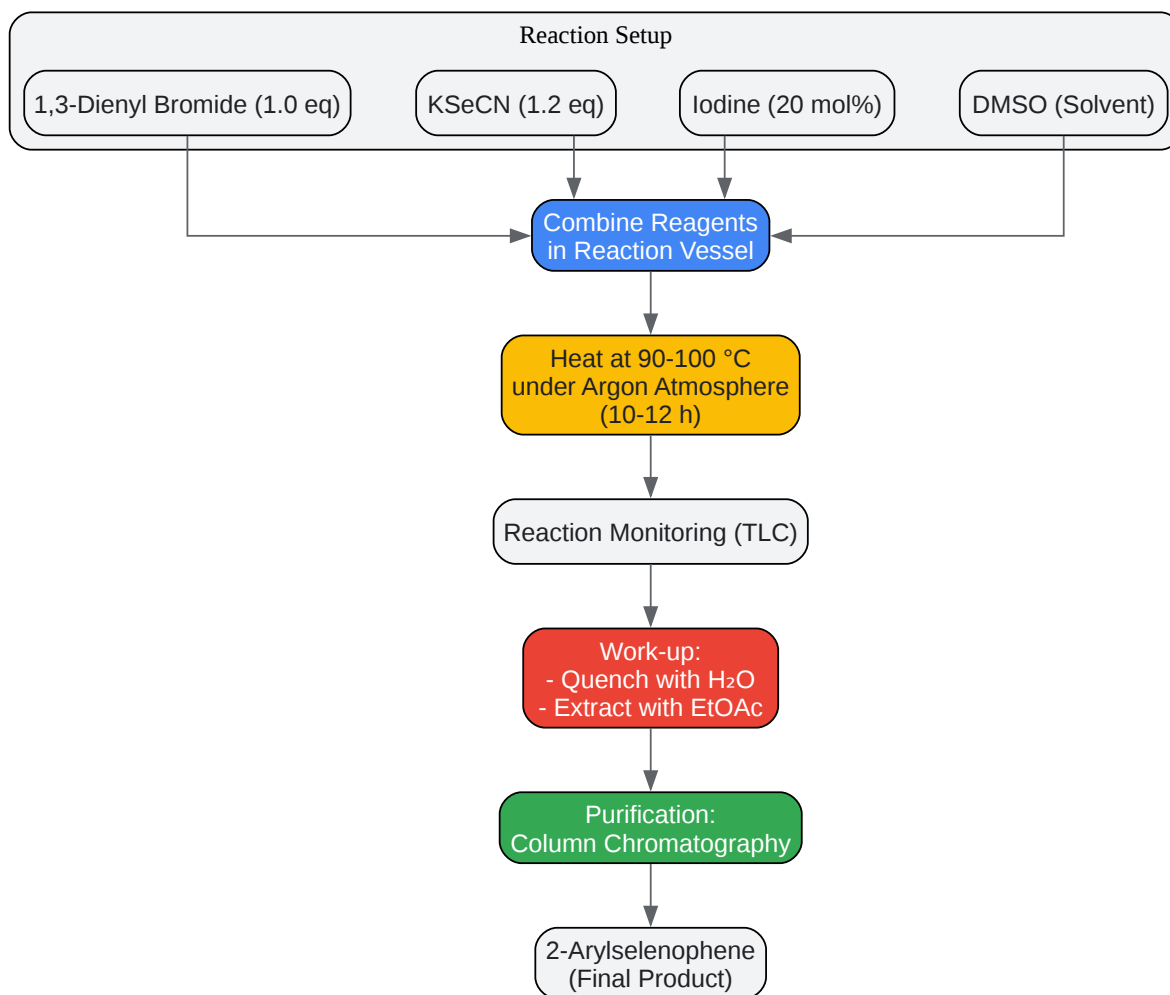 Reaction Setup
1,3-Dienyl Bromide (1.0 eq)
KSeCN (1.2 eq)
Iodine (20 mol%)
DMSO (Solvent)
Combine Reagents
in Reaction Vessel
Heat at 90-100 °C
under Argon Atmosphere
(10-12 h)
Reaction Monitoring (TLC)
Work-up:
- Quench with H₂O
- Extract with EtOAc
Purification:
Column Chromatography
2-Arylselenophene
(Final Product)